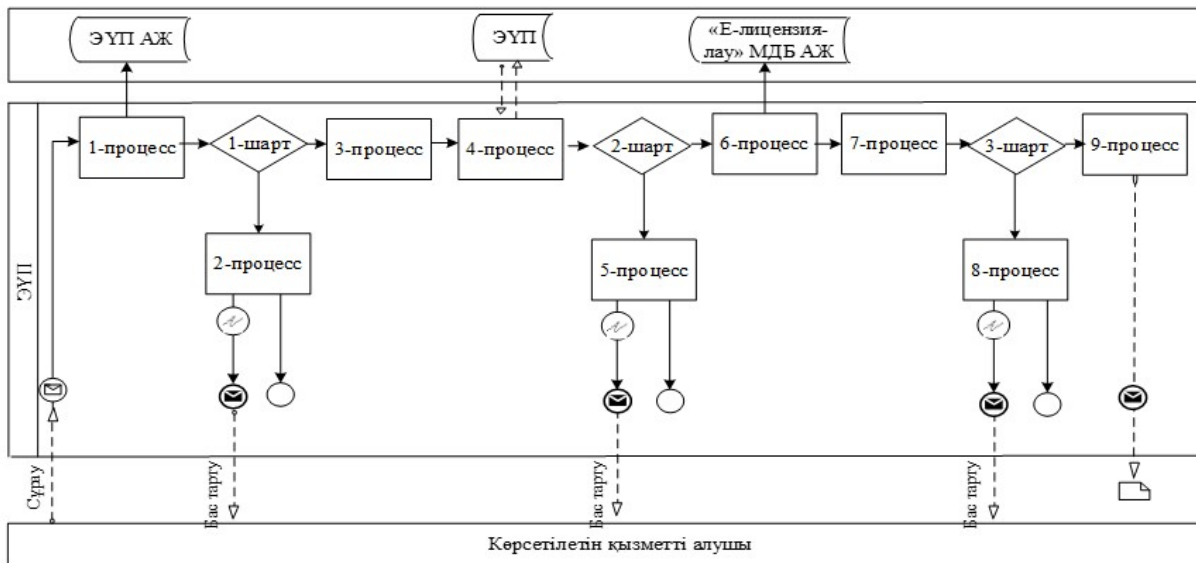 ЭҮП АЖ
ЭҮП
«Е-лицензия-
лау» МДБ АЖ
1-процесс
1-шарт
3-процесс
4-процесс
2-шарт
6-процесс
7-процесс
3-шарт
9-процесс
2-процесс
5-процесс
8-процесс
ЭҮП
Сұрау
Бас тарту
Бас тарту
Бас тарту
Көрсетілетін қызметті алушы